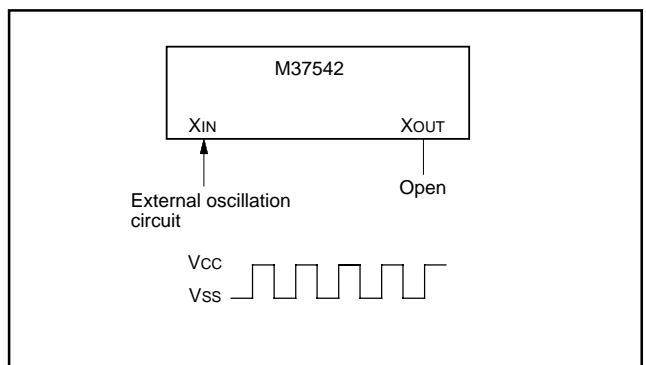 M37542
XIN XOUT
External oscillation
circuit
Open
VCC
VSS